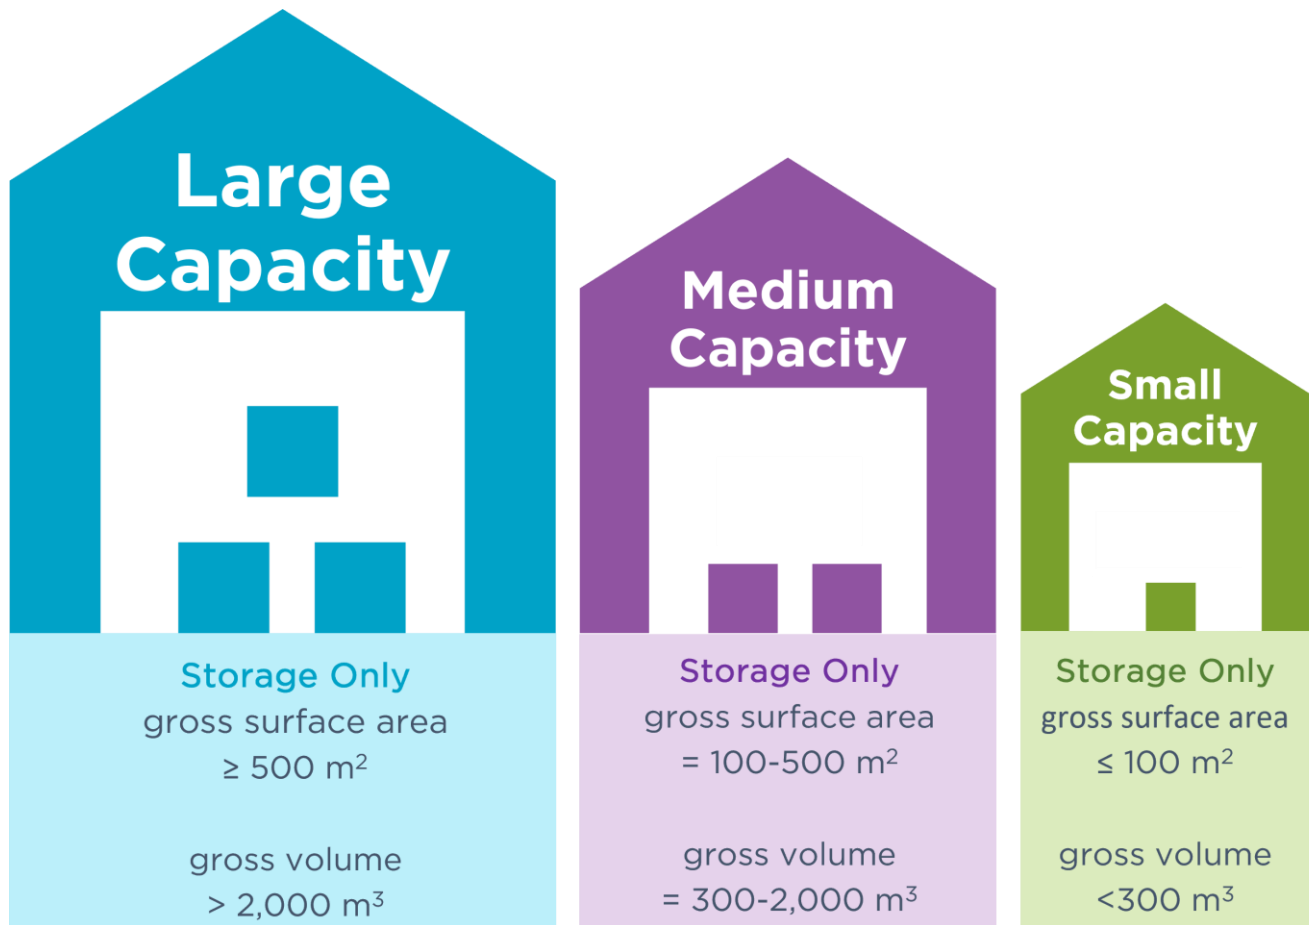 Large
Capacity
Storage Only
gross surface area
≥ 500 m²
gross volume
> 2,000 m³
Medium
Capacity
Storage Only
gross surface area
= 100-500 m²
gross volume
= 300-2,000 m³
Small
Capacity
Storage Only
gross surface area
≤ 100 m²
gross volume
<300 m³